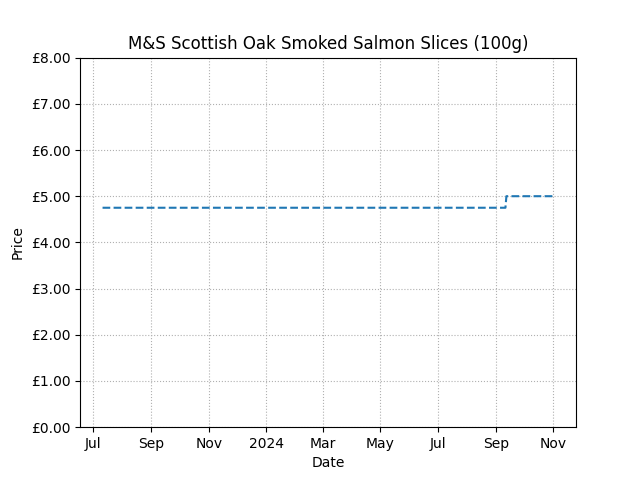 M&S Scottish Oak Smoked Salmon Slices (100g)
£8.00
£7.00
£6.00
£5.00
£4.00
£3.00
£2.00
£1.00
£0.00
Price
Jul Sep Nov 2024 Mar May Jul Sep Nov
Date